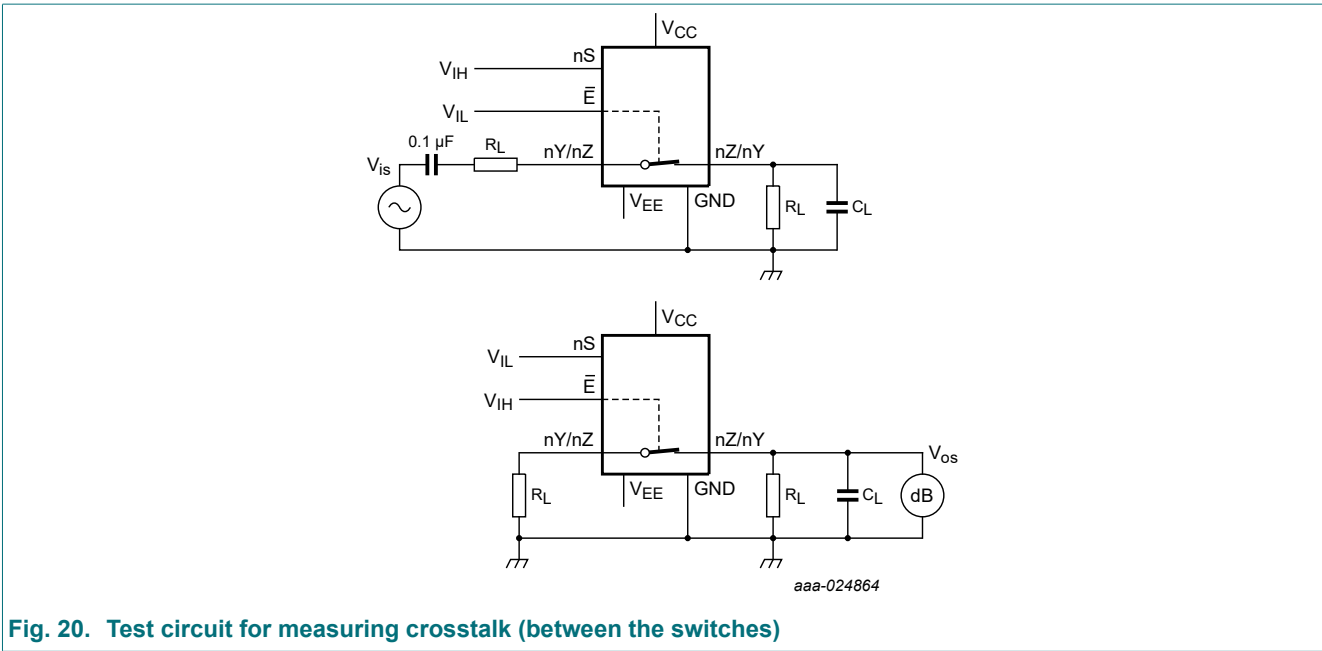 VCC
nS
VIH
Ē
VIL
0.1 µF
RL
nY/nZ
nZ/nY
Vis
VEE
GND
RL
CL
VCC
nS
VIL
Ē
VIH
nY/nZ
nZ/nY
Vos
RL
VEE
GND
RL
CL
dB
aaa-024864
Fig. 20. Test circuit for measuring crosstalk (between the switches)